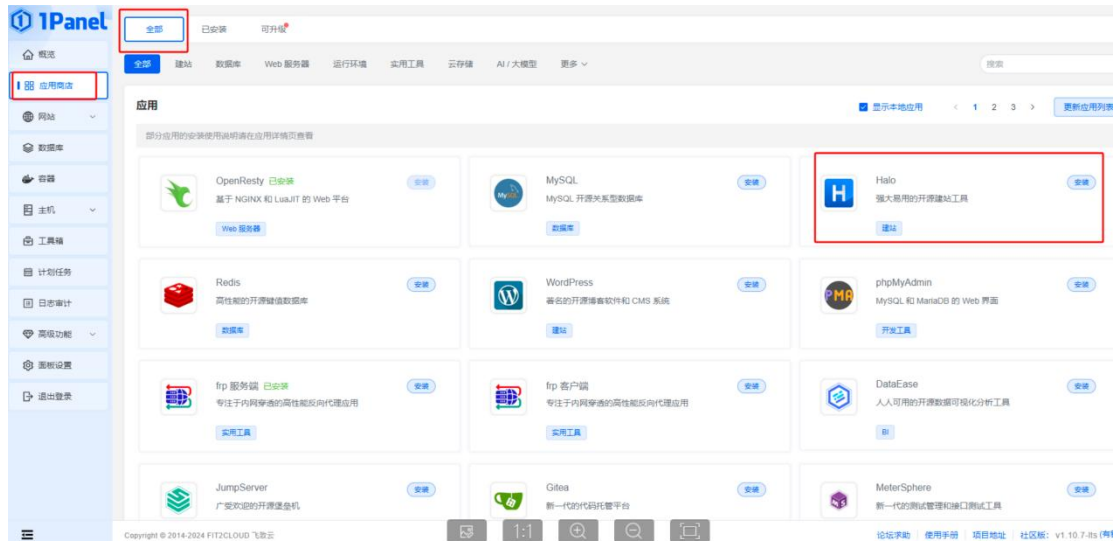 1Panel
概览
应用商店
网站
数据库
容器
主机
工具箱
计划任务
日志审计
高级功能
面板设置
退出登录
全部 已安装 可升级
全部 建站 数据库 Web 服务器 运行环境 实用工具 云存储 AI / 大模型 更多
搜索
应用
显示本地应用 1 2 3 更新应用列表
部分应用的安装使用说明请在应用详情页查看
OpenResty 已安装 安装
基于 NGINX 和 LuaJIT 的 Web 平台
Web 服务器
MySQL 安装
MySQL 开源关系型数据库
数据库
Halo 安装
强大易用的开源建站工具
建站
Redis 安装
高性能的开源键值数据库
数据库
WordPress 安装
著名的开源博客软件和 CMS 系统
建站
PMA
phpMyAdmin 安装
MySQL 和 MariaDB 的 Web 界面
开发工具
frp 服务端 已安装 安装
专注于内网穿透的高性能反向代理应用
实用工具
frp 客户端 安装
专注于内网穿透的高性能反向代理应用
实用工具
DataEase 安装
人人可用的开源数据可视化分析工具
BI
JumpServer 安装
广受欢迎的开源堡垒机
Gitea 安装
新一代的代码托管平台
MeterSphere 安装
新一代的测试管理和接口测试工具
1:1
Copyright © 2014-2024 FIT2CLOUD 飞致云
论坛求助 使用手册 项目地址 社区版: v1.10.7-lts